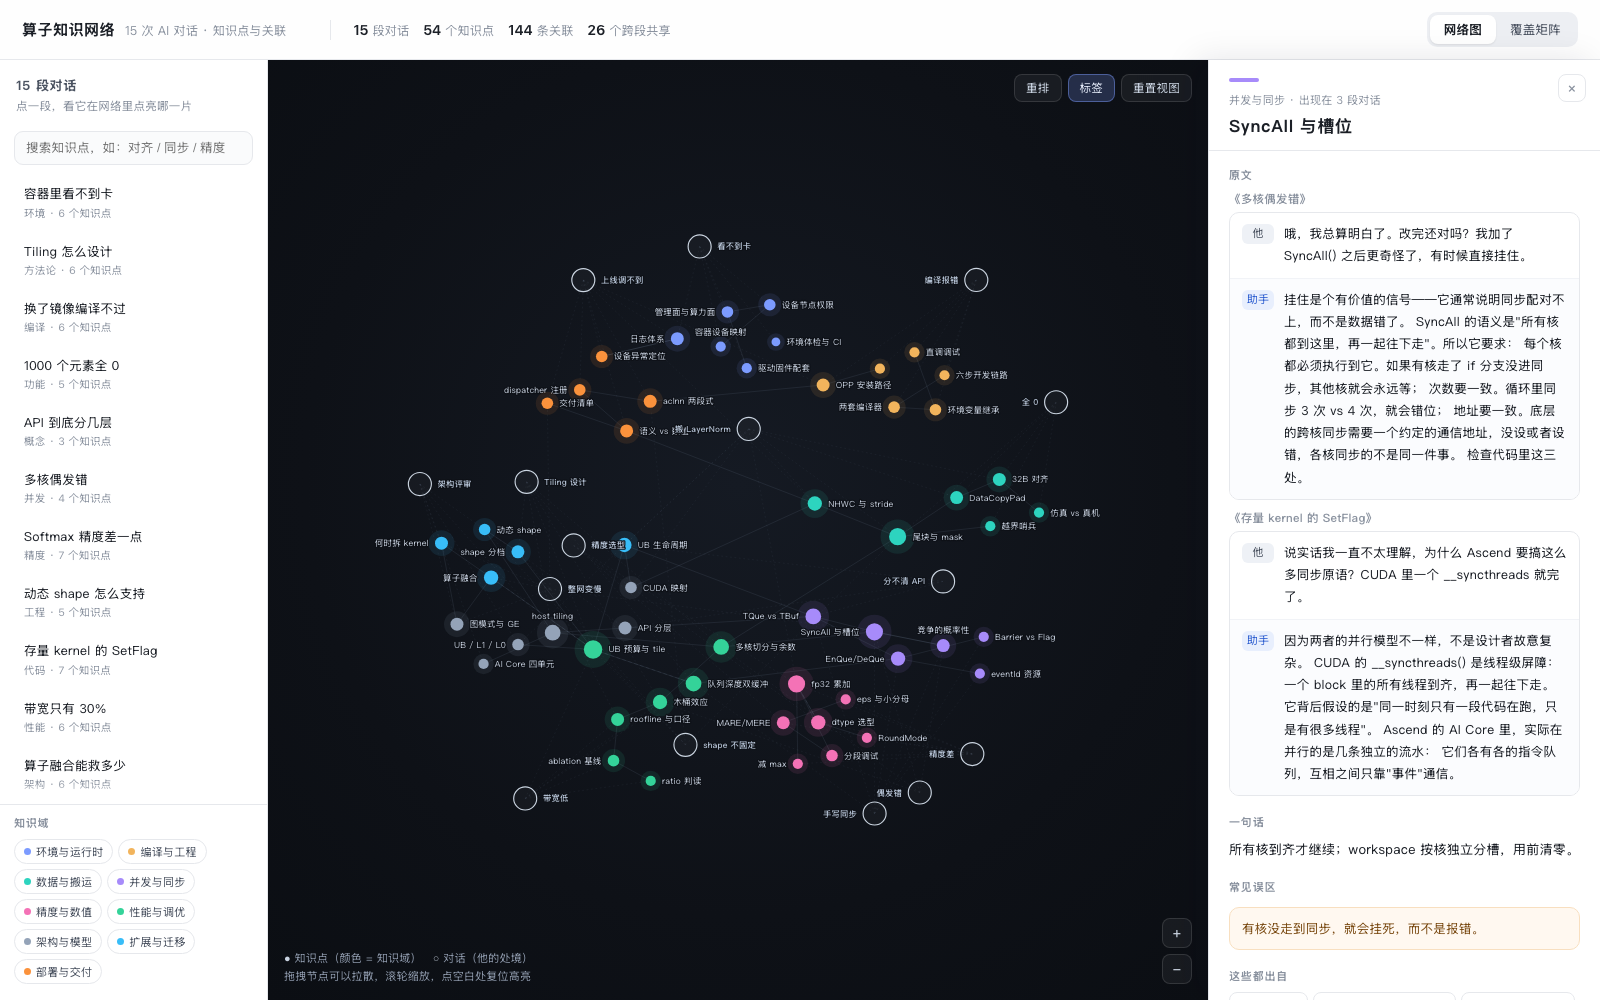 算子知识网络
15 次 AI 对话 · 知识点与关联
15 段对话 54 个知识点 144 条关联 26 个跨段共享
网络图 覆盖矩阵
15 段对话
点一段，看它在网络里点亮哪一片
搜索知识点，如：对齐 / 同步 / 精度
容器里看不到卡
环境 · 6 个知识点
Tiling 怎么设计
方法论 · 6 个知识点
换了镜像编译不过
编译 · 6 个知识点
1000 个元素全 0
功能 · 5 个知识点
API 到底分几层
概念 · 3 个知识点
多核偶发错
并发 · 4 个知识点
Softmax 精度差一点
精度 · 7 个知识点
动态 shape 怎么支持
工程 · 5 个知识点
存量 kernel 的 SetFlag
代码 · 7 个知识点
带宽只有 30%
性能 · 6 个知识点
算子融合能救多少
架构 · 6 个知识点
知识域
环境与运行时 编译与工程
数据与搬运 并发与同步
精度与数值 性能与调优
架构与模型 扩展与迁移
部署与交付
重排 标签 重置视图
看不到卡
上线调不到
编译报错
设备节点权限
管理面与算力面
容器设备映射
日志体系
环境体检与 CI
设备异常定位
直调调试
驱动固件配套
六步开发链路
OPP 安装路径
dispatcher 注册
交付清单
aclnn 两段式
两套编译器
环境变量继承
全 0
语义 vs
搬 LayerNorm
架构评审
Tiling 设计
32B 对齐
DataCopyPad
NHWC 与 stride
仿真 vs 真机
越界哨兵
动态 shape
尾块与 mask
何时拆 kernel
精度选型
UB 生命周期
shape 分档
算子融合
分不清 API
整网变慢
CUDA 映射
host tiling
TQue vs TBuf
图模式与 GE
API 分层
SyncAll 与槽位
竞争的概率性
Barrier vs Flag
UB / L1 / L0
UB 预算与 tile
多核切分与余数
EnQue/DeQue
AI Core 四单元
eventId 资源
队列深度双缓冲
fp32 累加
木桶效应
eps 与小分母
roofline 与口径
MARE/MERE
dtype 选型
RoundMode
shape 不固定
分段调试
精度差
ablation 基线
减 max
ratio 判读
带宽低
偶发错
手写同步
● 知识点（颜色 = 知识域） ○ 对话（他的处境）
拖拽节点可以拉散，滚轮缩放，点空白处复位高亮
+
−
并发与同步 · 出现在 3 段对话
×
SyncAll 与槽位
原文
《多核偶发错》
他
哦，我总算明白了。改完还对吗？我加了
SyncAll() 之后更奇怪了，有时候直接挂住。
助手
挂住是个有价值的信号——它通常说明同步配对不
上，而不是数据错了。 SyncAll 的语义是"所有核
都到这里，再一起往下走"。所以它要求： 每个核
都必须执行到它。如果有核走了 if 分支没进同
步，其他核就会永远等； 次数要一致。循环里同
步 3 次 vs 4 次，就会错位； 地址要一致。底层
的跨核同步需要一个约定的通信地址，没设或者设
错，各核同步的不是同一件事。 检查代码里这三
处。
《存量 kernel 的 SetFlag》
他
说实话我一直不太理解，为什么 Ascend 要搞这么
多同步原语？CUDA 里一个 __syncthreads 就完
了。
助手
因为两者的并行模型不一样，不是设计者故意复
杂。 CUDA 的 __syncthreads() 是线程级屏障：
一个 block 里的所有线程到齐，再一起往下走。
它背后假设的是"同一时刻只有一段代码在跑，只
是有很多线程"。 Ascend 的 AI Core 里，实际在
并行的是几条独立的流水： 它们各有各的指令队
列，互相之间只靠"事件"通信。
一句话
所有核到齐才继续；workspace 按核独立分槽，用前清零。
常见误区
有核没走到同步，就会挂死，而不是报错。
这些都出自